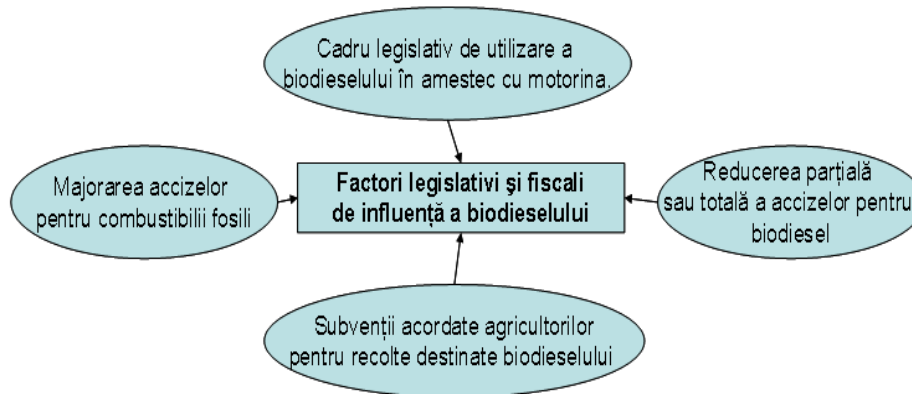 Cadru legislativ de utilizare a
biodieselului în amestec cu motorina.
Majorarea accizelor
pentru combustibilii fosili
Factori legislativi şi fiscali
de influenţă a biodieselului
Reducerea parţială
sau totală a accizelor pentru
biodiesel
Subvenţii acordate agricultorilor
pentru recolte destinate biodieselului